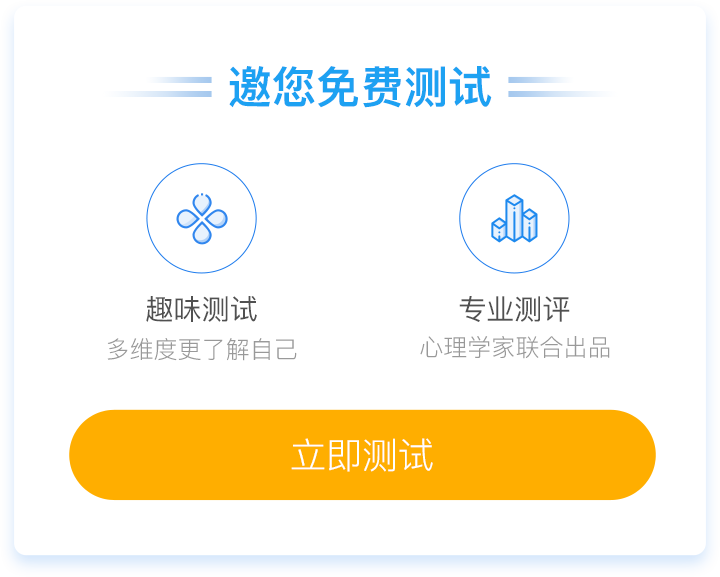 邀您免费测试
趣味测试
多维度更了解自己
专业测评
心理学家联合出品
立即测试